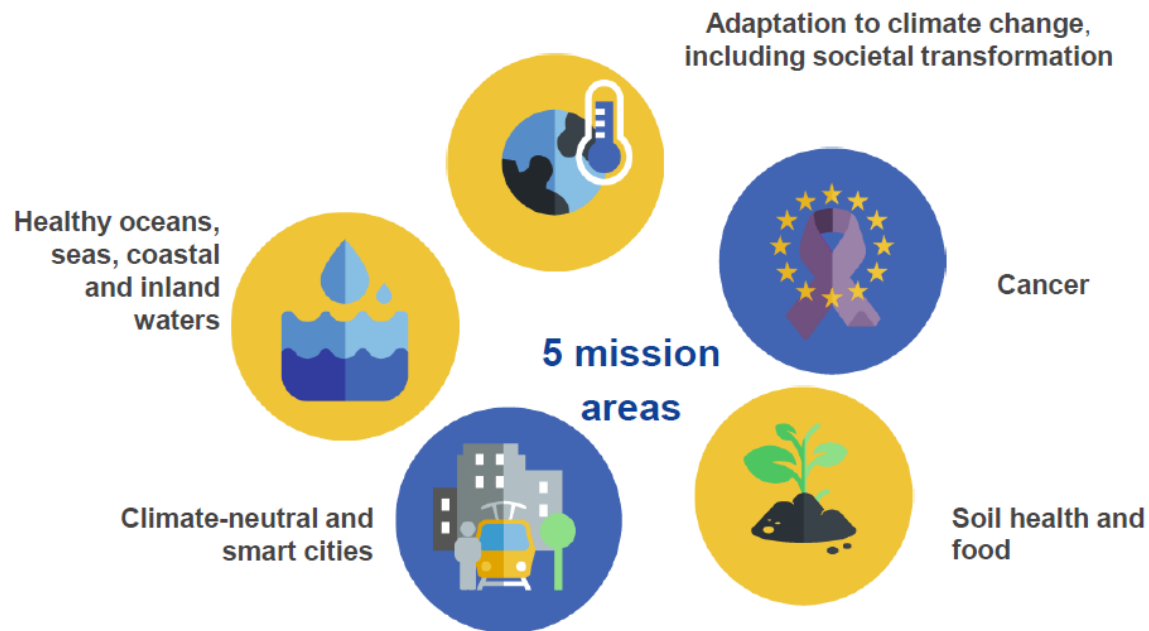 Adaptation to climate change,
including societal transformation
Healthy oceans,
seas, coastal
and inland
waters
Cancer
5 mission
areas
Climate-neutral and
smart cities
Soil health and
food